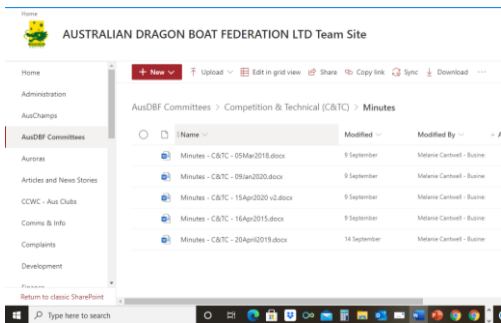 Home
AUSTRALIAN DRAGON BOAT FEDERATION LTD Team Site
Home
Administration
AusChamps
AusDBF Committees
Auroras
Articles and News Stories
CCWC - Aus Clubs
Comms & Info
Complaints
Development
Finance
Return to classic SharePoint
+ New Upload Edit in grid view Share Copy link Sync Download ...
AusDBF Committees > Competition & Technical (C&TC) > Minutes
Name Modified Modified By
Minutes - C&TC - 05Mar2018.docx 9 September Melanie Cantwell - Busine
Minutes - C&TC - 09Jan2020.docx 9 September Melanie Cantwell - Busine
Minutes - C&TC - 15Apr2020 v2.docx 9 September Melanie Cantwell - Busine
Minutes - C&TC - 16Apr2015.docx 9 September Melanie Cantwell - Busine
Minutes - C&TC - 20April2019.docx 14 September Melanie Cantwell - Busine
Type here to search